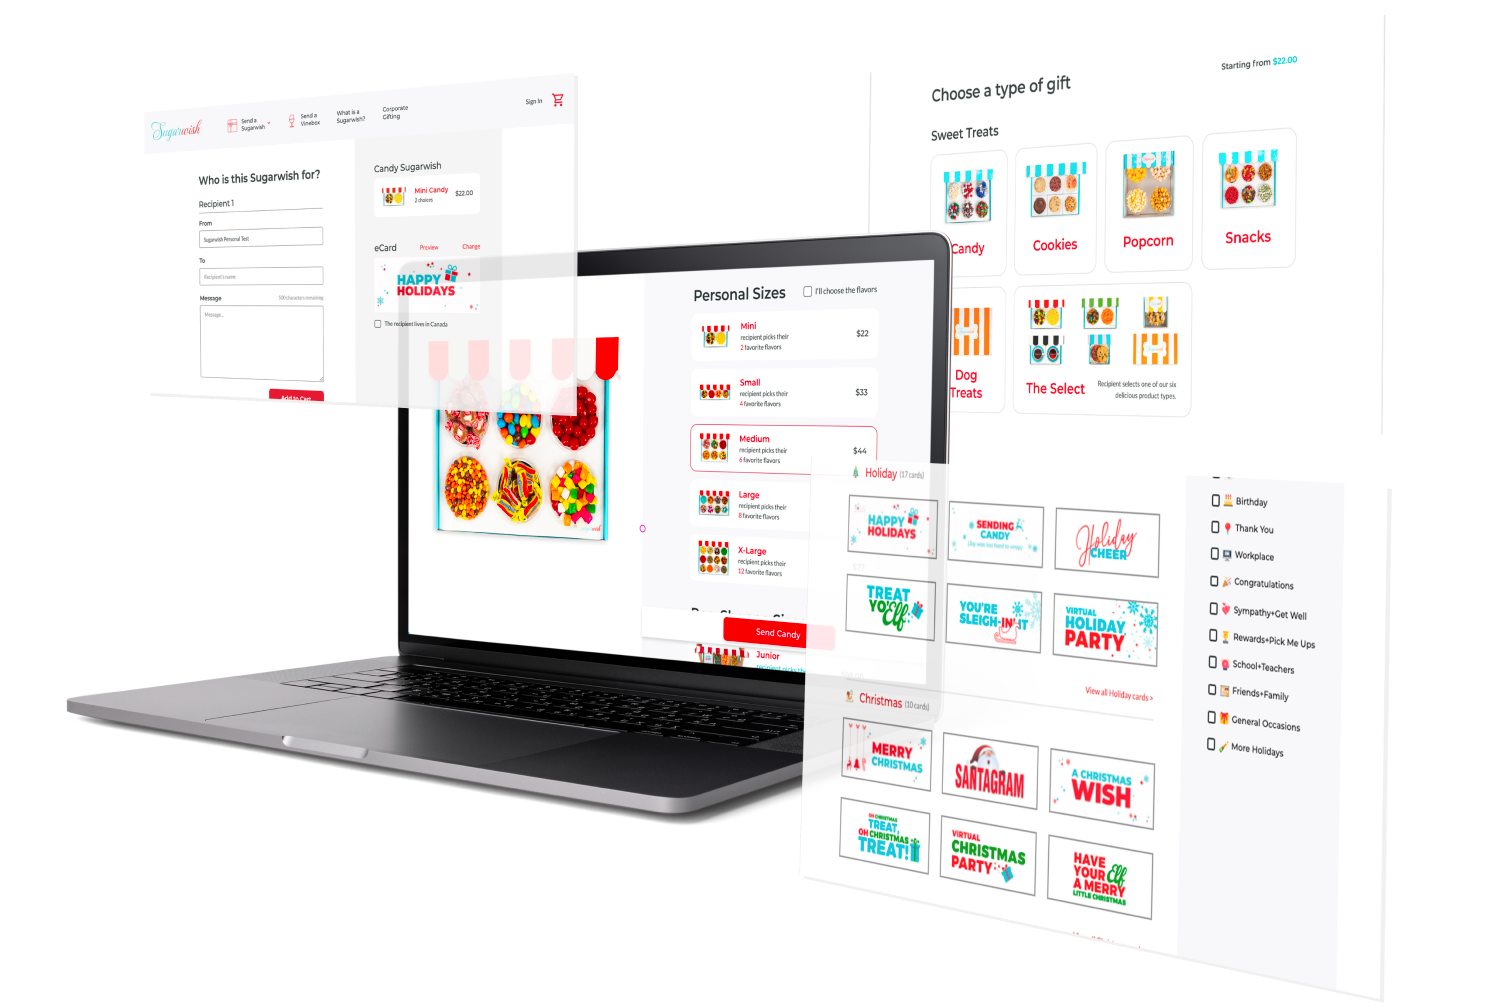 Sugarwish
Send a
Sugarwish
Send a
Vinebox
What is a
Sugarwish?
Corporate
Gifting
Sign In
Who is this Sugarwish for?
Recipient 1
From
Sugarwish Personal Test
To
Recipient's name
Message
500 characters remaining
Message...
Add to Cart
Candy Sugarwish
Mini Candy
2 choices
$22.00
eCard
Preview
Change
HAPPY
HOLIDAYS
The recipient lives in Canada
Starting from $22.00
Choose a type of gift
Sweet Treats
Candy
Cookies
Popcorn
Snacks
Dog
Treats
The Select
Recipient selects one of our six
delicious product types.
Personal Sizes
I'll choose the flavors
Mini
recipient picks their
2 favorite flavors
$22
Small
recipient picks their
4 favorite flavors
$33
Medium
recipient picks their
6 favorite flavors
$44
Large
recipient picks their
8 favorite flavors
X-Large
recipient picks their
12 favorite flavors
$77
Send Candy
Junior
recipient picks the
Holiday (17 cards)
HAPPY
HOLIDAYS
SENDING
CANDY
Holiday
CHEER
TREAT
YO'Elf
YOU'RE
SLEIGH-IN' IT
VIRTUAL
HOLIDAY
PARTY
View all Holiday cards >
Christmas (10 cards)
MERRY
CHRISTMAS
SANTAGRAM
A CHRISTMAS
WISH
OH CHRISTMAS
TREAT,
OH CHRISTMAS
TREAT!
VIRTUAL
CHRISTMAS
PARTY
HAVE
YOUR Elf
A MERRY
LITTLE CHRISTMAS
Birthday
Thank You
Workplace
Congratulations
Sympathy+Get Well
Rewards+Pick Me Ups
School+Teachers
Friends+Family
General Occasions
More Holidays